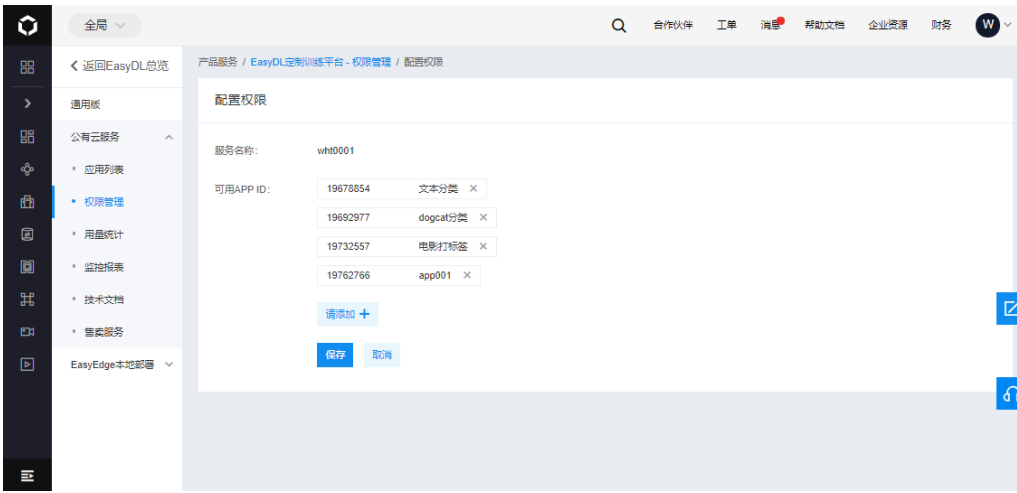 全局
合作伙伴 工单 消息 帮助文档 企业资源 财务 W
返回EasyDL总览
产品服务 / EasyDL定制训练平台 - 权限管理 / 配置权限
通用版
配置权限
公有云服务
服务名称: wht0001
应用列表
可用APP ID: 19678854 文本分类 ×
权限管理
19692977 dogcat分类 ×
用量统计
19732557 电影打标签 ×
监控报表
19762766 app001 ×
技术文档
请添加 +
售卖服务
保存 取消
EasyEdge本地部署